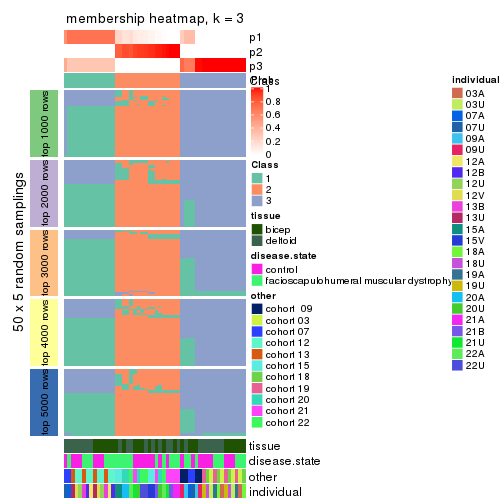 membership heatmap, k = 3
p1
p2
p3
Class
1
0.8
0.6
0.4
0.2
0
Class
1
2
3
tissue
bicep
deltoid
disease.state
control
facioscapulohumeral muscular dystrophy
other
cohort 09
cohort 03
cohort 07
cohort 12
cohort 13
cohort 15
cohort 18
cohort 19
cohort 20
cohort 21
cohort 22
individual
03A
03U
07A
07U
09A
09U
12A
12B
12U
12V
13B
13U
15A
15V
18A
18U
19A
19U
20A
20U
21A
21B
21U
22A
22U
50 x 5 random samplings
top 1000 rows
top 2000 rows
top 3000 rows
top 4000 rows
top 5000 rows
tissue
disease.state
other
individual